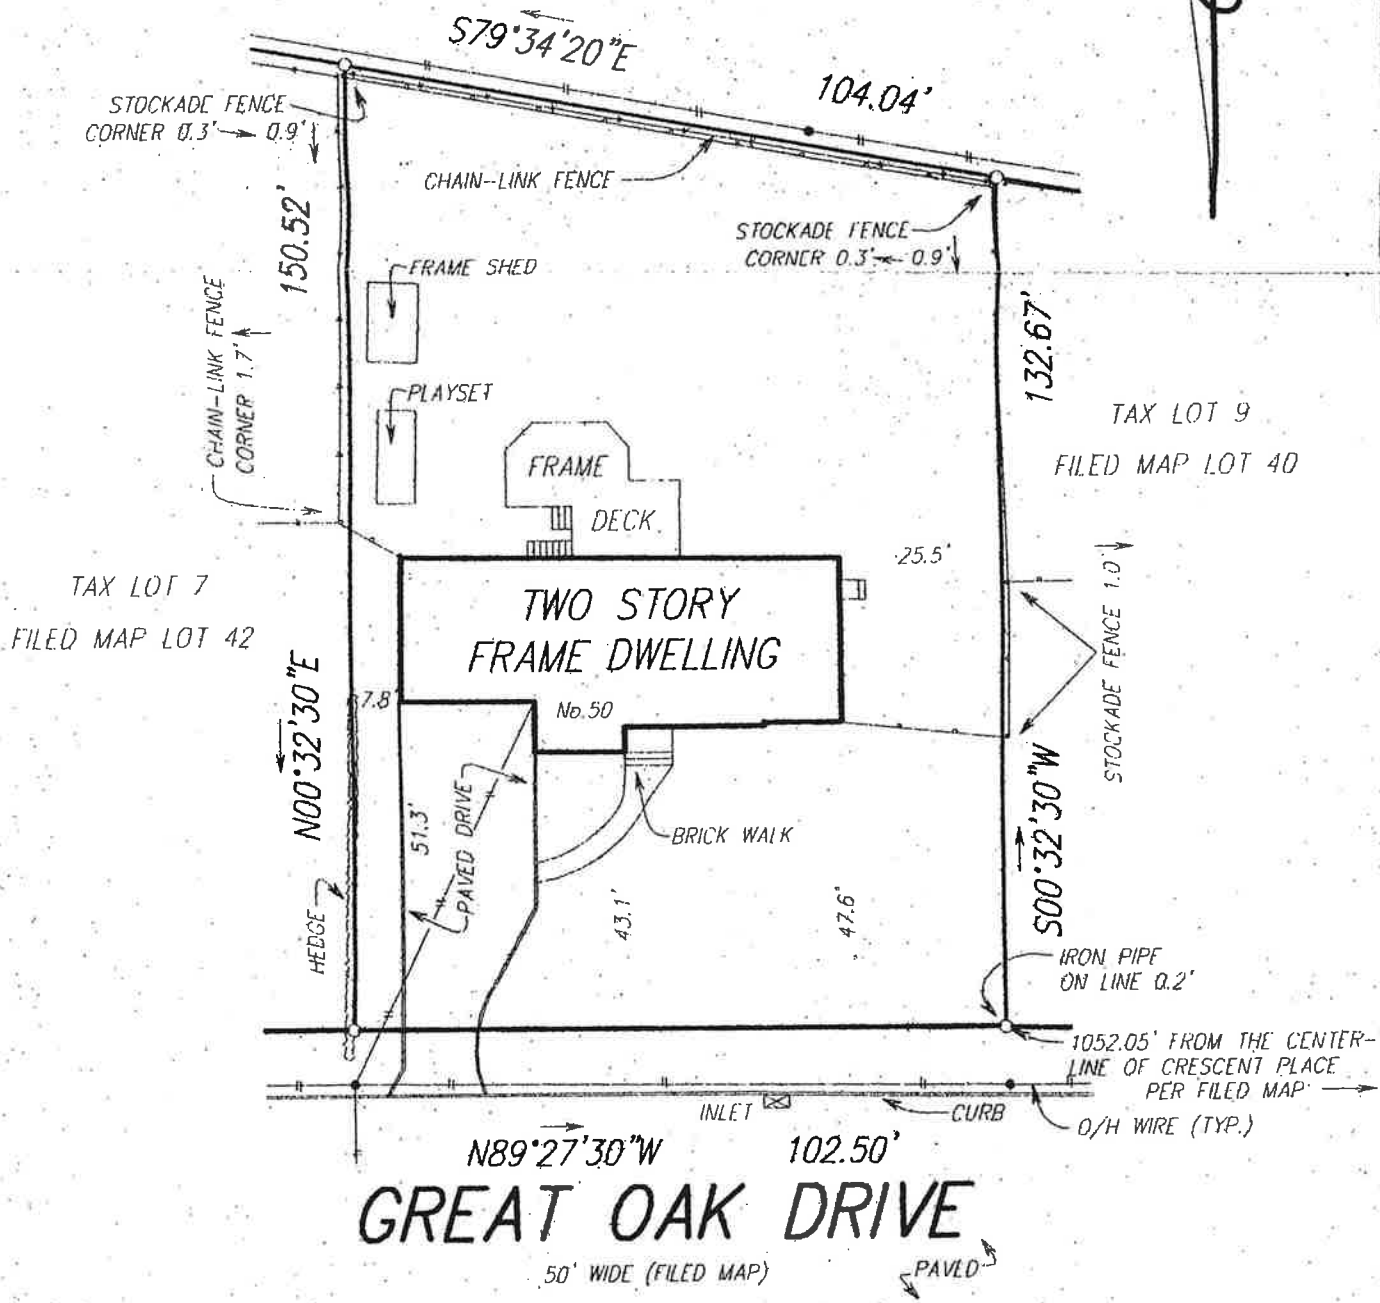 S79°34'20"E
104.04'
STOCKADE FENCE
CORNER 0.3' 0.9'
150.52'
CHAIN-LINK FENCE
STOCKADE FENCE
CORNER 0.3' 0.9'
FRAME SHED
CHAIN-LINK FENCE
CORNER 1.7'
132.67'
PLAYSET
TAX LOT 9
FILED MAP LOT 40
FRAME
DECK
25.5'
TAX LOT 7
FILED MAP LOT 42
TWO STORY
FRAME DWELLING
No.50
7.8'
STOCKADE FENCE 1.0'
N00°32'30"E
51.3'
PAVED DRIVE
BRICK WALK
S00°32'30"W
HEDGE
43.1'
47.6'
IRON PIPE
ON LINE 0.2'
1052.05' FROM THE CENTER-
LINE OF CRESCENT PLACE
PER FILED MAP
INLET
CURB
O/H WIRE (TYP.)
N89°27'30"W
102.50'
GREAT OAK DRIVE
50' WIDE (FILED MAP)
PAVED